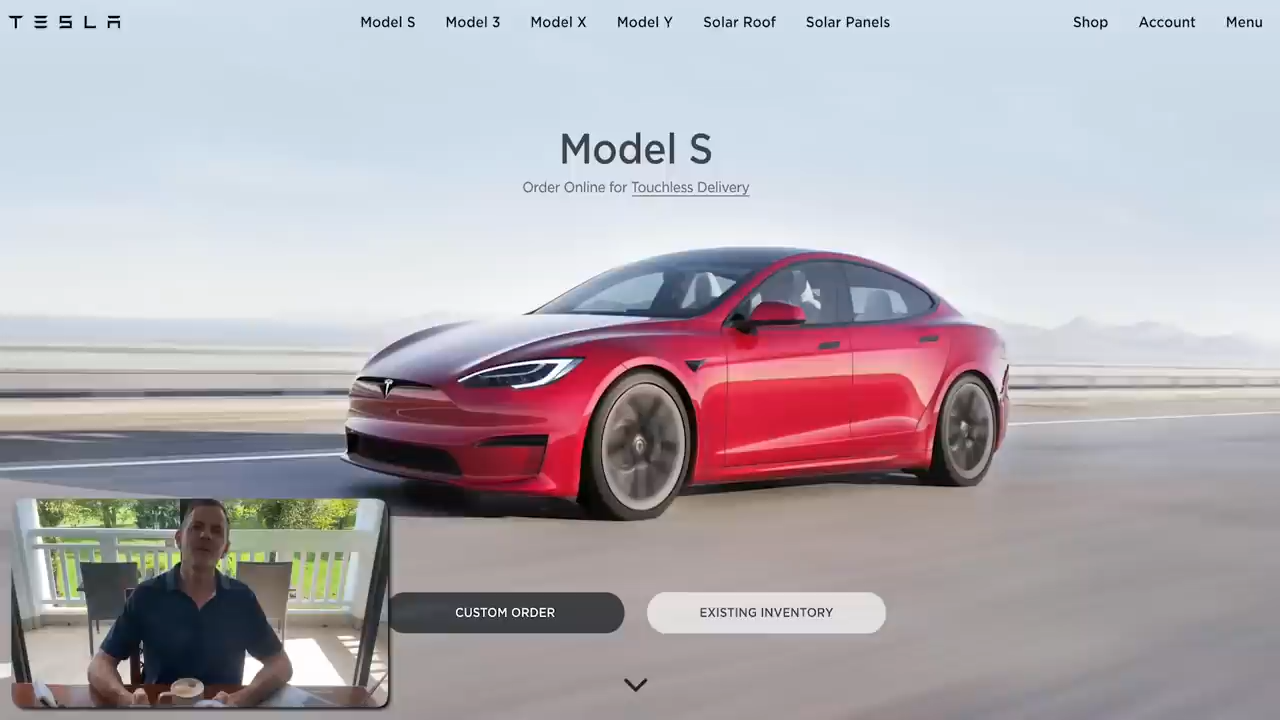 TESLA
Model S
Model 3
Model X
Model Y
Solar Roof
Solar Panels
Shop
Account
Menu
Model S
Order Online for Touchless Delivery
CUSTOM ORDER
EXISTING INVENTORY